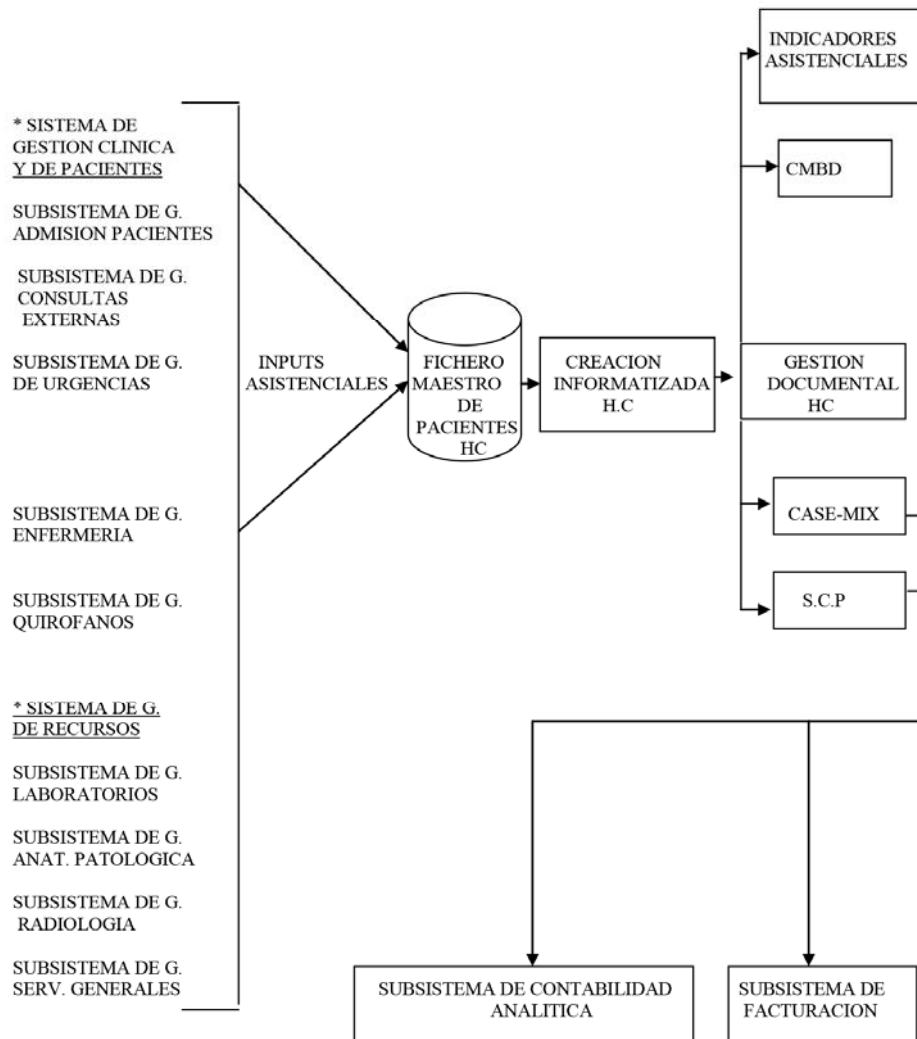 * SISTEMA DE
GESTION CLINICA
Y DE PACIENTES
SUBSISTEMA DE G.
ADMISION PACIENTES
SUBSISTEMA DE G.
CONSULTAS
EXTERNAS
SUBSISTEMA DE G.
DE URGENCIAS
SUBSISTEMA DE G.
ENFERMERIA
SUBSISTEMA DE G.
QUIROFANOS
* SISTEMA DE G.
DE RECURSOS
SUBSISTEMA DE G.
LABORATORIOS
SUBSISTEMA DE G.
ANAT. PATOLOGICA
SUBSISTEMA DE G.
RADIOLOGIA
SUBSISTEMA DE G.
SERV. GENERALES
INPUTS
ASISTENCIALES
FICHERO
MAESTRO
DE
PACIENTES
HC
CREACION
INFORMATIZADA
H.C
INDICADORES
ASISTENCIALES
CMBD
GESTION
DOCUMENTAL
HC
CASE-MIX
S.C.P
SUBSISTEMA DE CONTABILIDAD
ANALITICA
SUBSISTEMA DE
FACTURACION